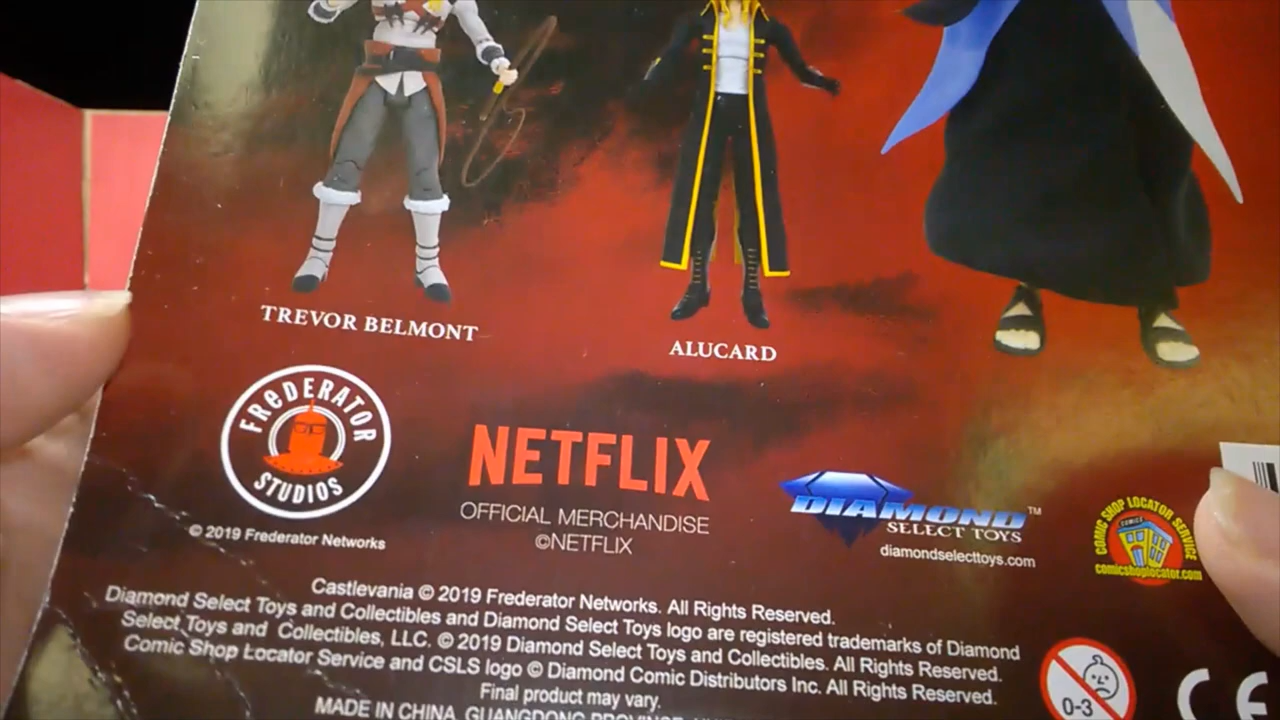 TREVOR BELMONT
ALUCARD
FREDERATOR
STUDIOS
© 2019 Frederator Networks
NETFLIX
OFFICIAL MERCHANDISE
©NETFLIX
DIAMOND™
SELECT TOYS
diamondselecttoys.com
COMIC SHOP LOCATOR SERVICE
COMICS
comicshoplocator.com
Castlevania © 2019 Frederator Networks. All Rights Reserved.
Diamond Select Toys and Collectibles and Diamond Select Toys logo are registered trademarks of Diamond
Select Toys and Collectibles, LLC. © 2019 Diamond Select Toys and Collectibles. All Rights Reserved.
Comic Shop Locator Service and CSLS logo © Diamond Comic Distributors Inc. All Rights Reserved.
Final product may vary.
MADE IN CHINA, GUANGDONG PROVINCE,
0-3
CE